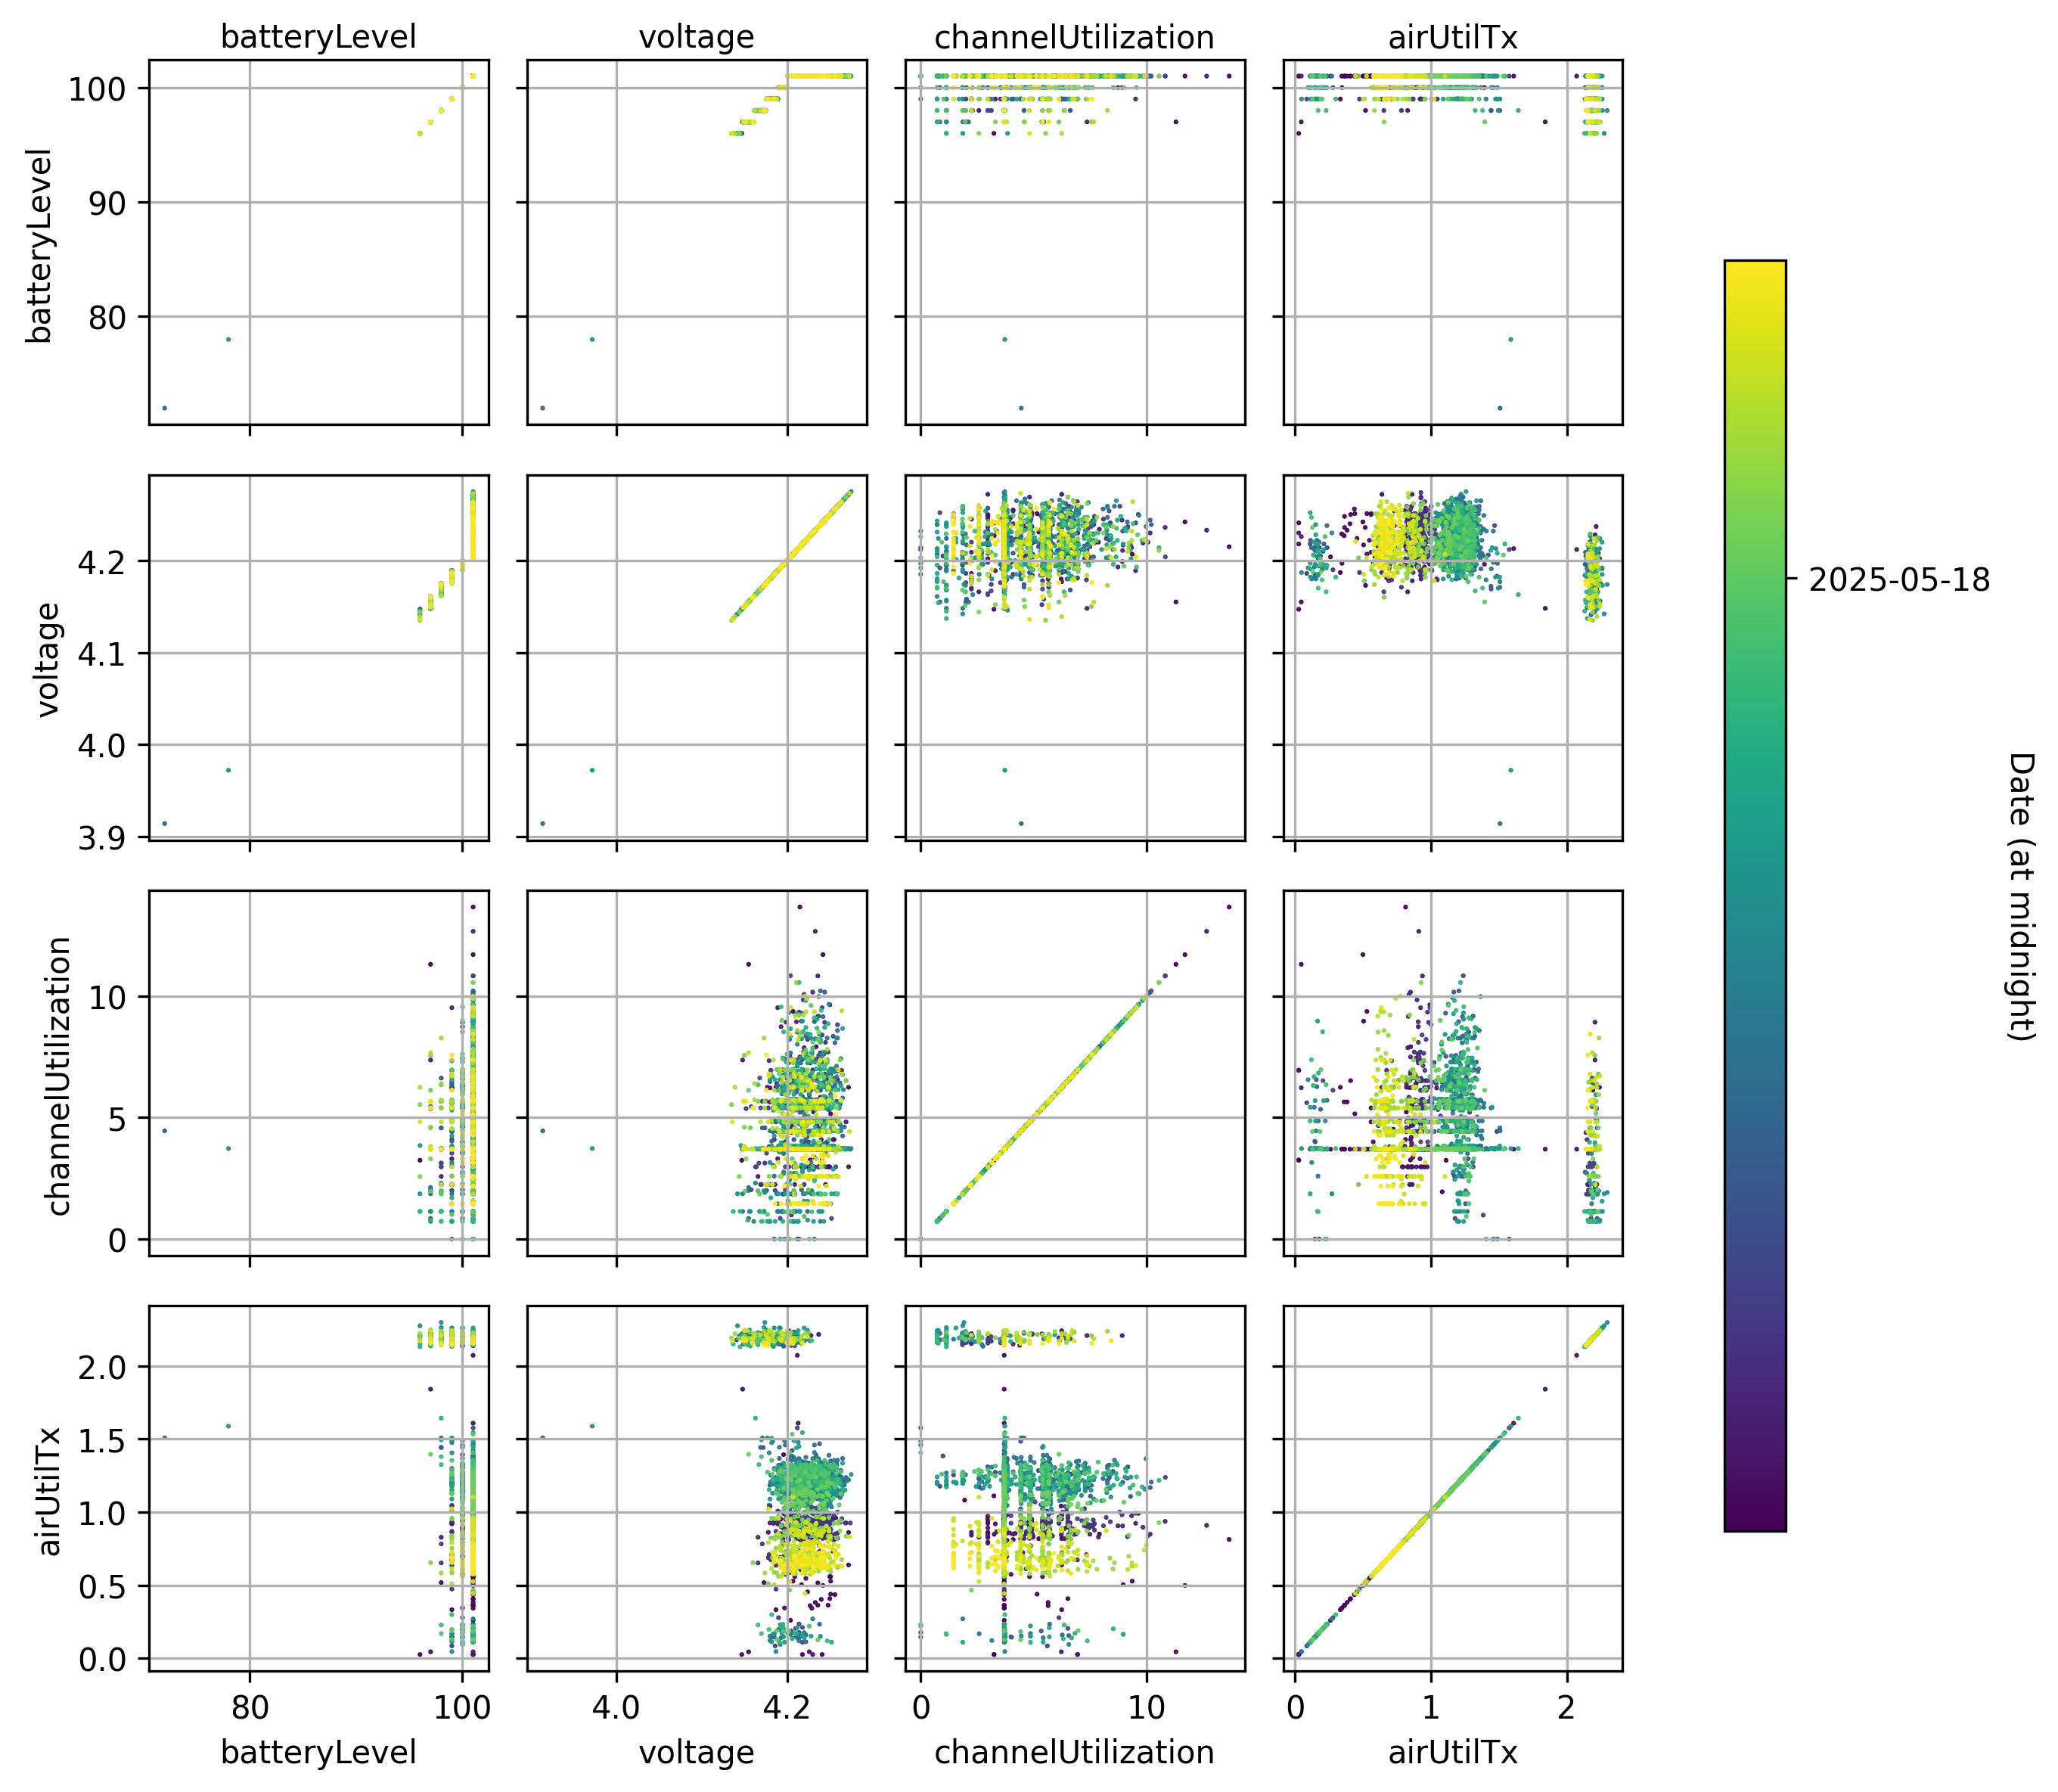 batteryLevel voltage channelUtilization airUtilTx
batteryLevel
100
90
80
voltage
4.2
4.1
4.0
3.9
channelUtilization
10
5
0
airUtilTx
2.0
1.5
1.0
0.5
0.0
80 100 4.0 4.2 0 10 0 1 2
batteryLevel voltage channelUtilization airUtilTx
2025-05-18
Date (at midnight)